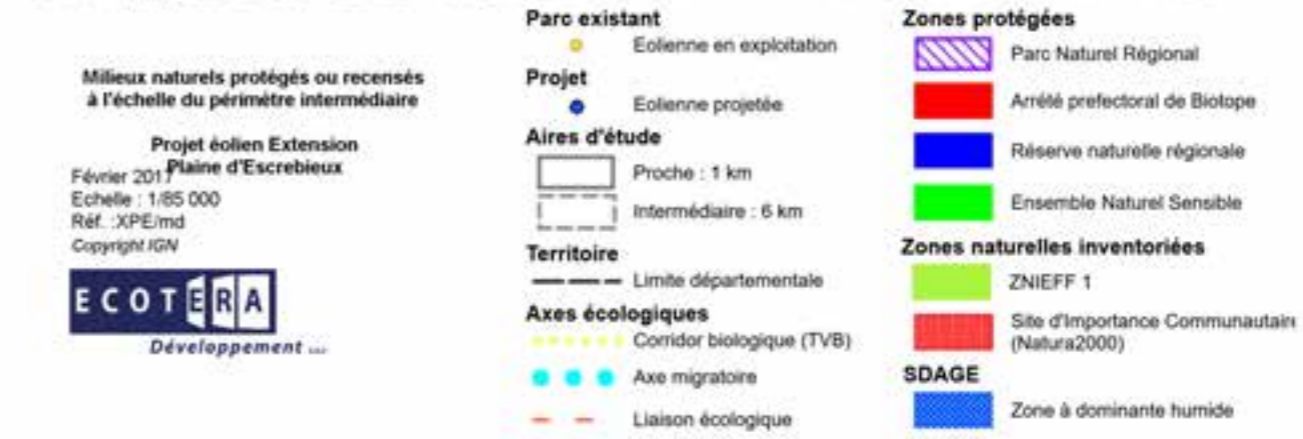 Milieux naturels protégés ou recensés
à l'échelle du périmètre intermédiaire
Projet éolien Extension
Plaine d'Escrebieux
Février 2017
Echelle : 1/85 000
Réf. :XPE/md
Copyright IGN
ECOTERA
Développement ...
Parc existant
Eolienne en exploitation
Projet
Eolienne projetée
Aires d'étude
Proche : 1 km
Intermédiaire : 6 km
Territoire
Limite départementale
Axes écologiques
Corridor biologique (TVB)
Axe migratoire
Liaison écologique
Zones protégées
Parc Naturel Régional
Arrêté prefectoral de Biotope
Réserve naturelle régionale
Ensemble Naturel Sensible
Zones naturelles inventoriées
ZNIEFF 1
Site d'Importance Communautaire
(Natura2000)
SDAGE
Zone à dominante humide